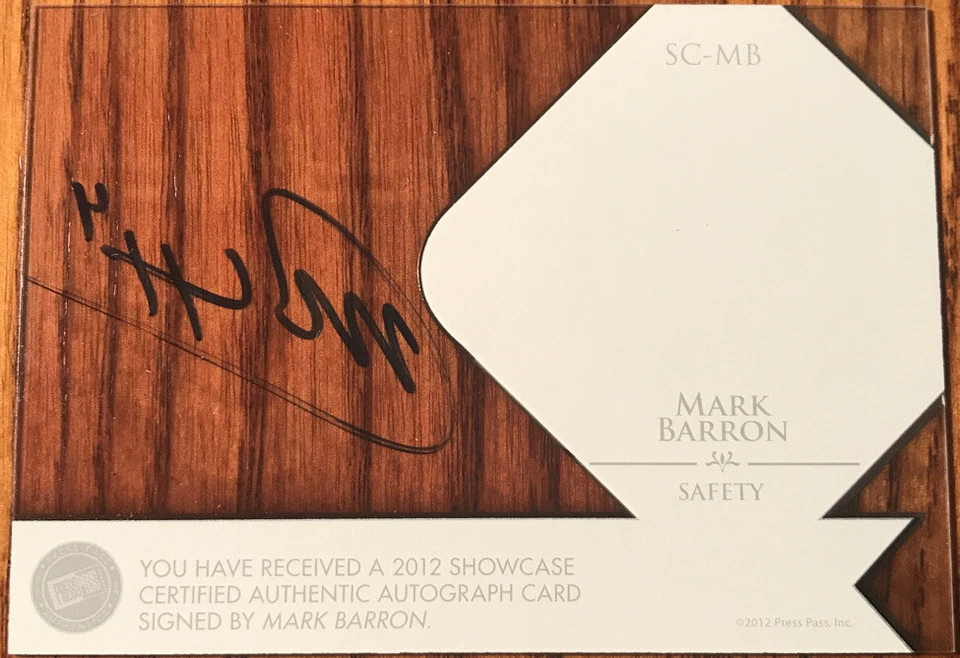 SC-MB
MARK
BARRON
SAFETY
YOU HAVE RECEIVED A 2012 SHOWCASE
CERTIFIED AUTHENTIC AUTOGRAPH CARD
SIGNED BY MARK BARRON.
©2012 Press Pass, Inc.